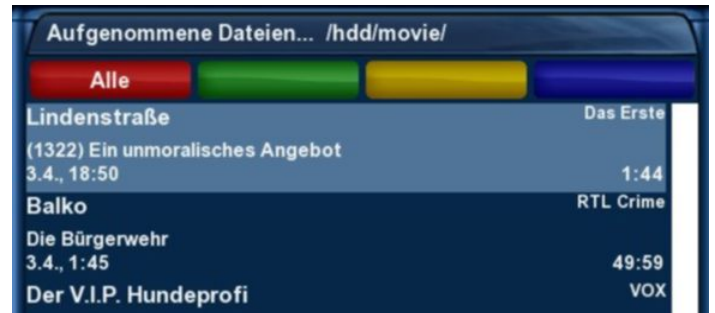 Aufgenommene Dateien... /hdd/movie/
Alle
Lindenstraße Das Erste
(1322) Ein unmoralisches Angebot
3.4., 18:50 1:44
Balko RTL Crime
Die Bürgerwehr
3.4., 1:45 49:59
Der V.I.P. Hundeprofi VOX